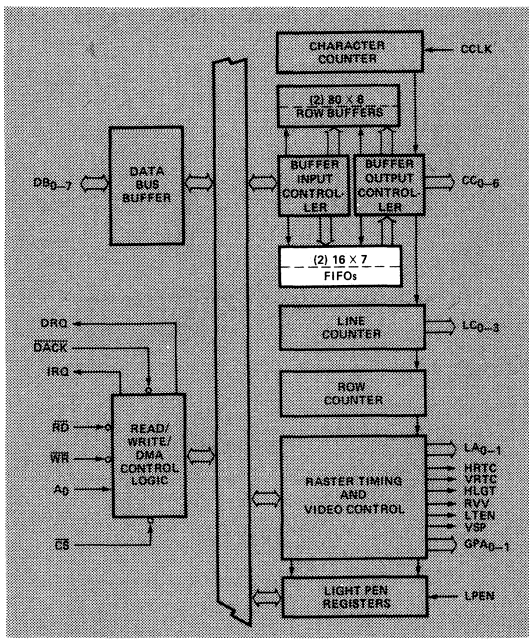 CHARACTER
COUNTER
CCLK
(2) 80 X 8
ROW BUFFERS
DB0–7
DATA
BUS
BUFFER
BUFFER
INPUT
CONTROL-
LER
BUFFER
OUTPUT
CONTROL-
LER
CC0–6
(2) 16 X 7
FIFOs
LINE
COUNTER
LC0–3
ROW
COUNTER
DRQ
DACK
IRQ
RD
WR
A0
CS
READ/
WRITE/
DMA
CONTROL
LOGIC
RASTER TIMING
AND
VIDEO CONTROL
LA0–1
HRTC
VRTC
HLGT
RVV
LTEN
VSP
GPA0–1
LIGHT PEN
REGISTERS
LPEN